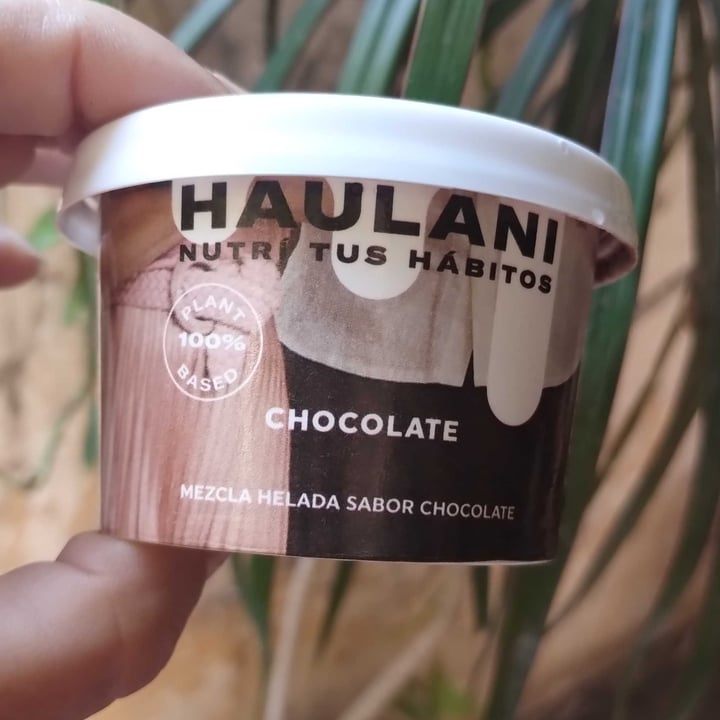 HAULANI
NUTRÍ TUS HÁBITOS
PLANT
100%
BASED
CHOCOLATE
MEZCLA HELADA SABOR CHOCOLATE